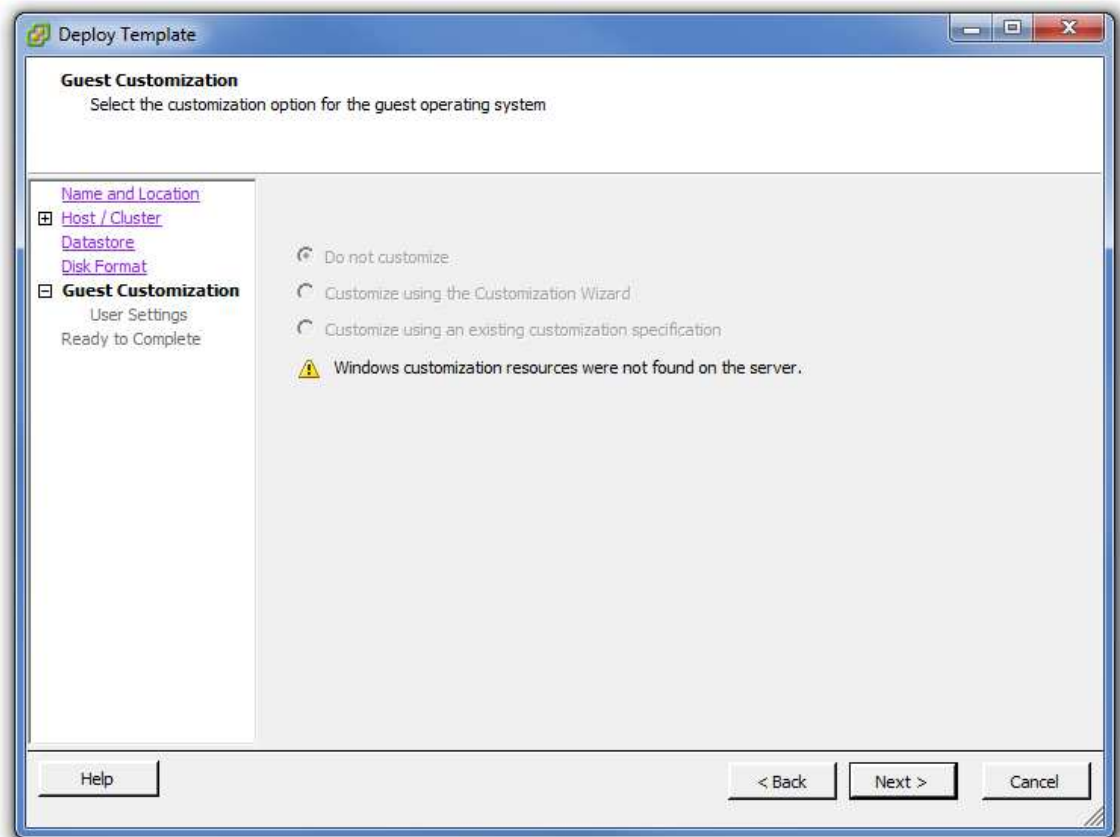 Deploy Template
Guest Customization
Select the customization option for the guest operating system
Name and Location
Host / Cluster
Datastore
Disk Format
Guest Customization
User Settings
Ready to Complete
Do not customize
Customize using the Customization Wizard
Customize using an existing customization specification
Windows customization resources were not found on the server.
Help
< Back
Next >
Cancel